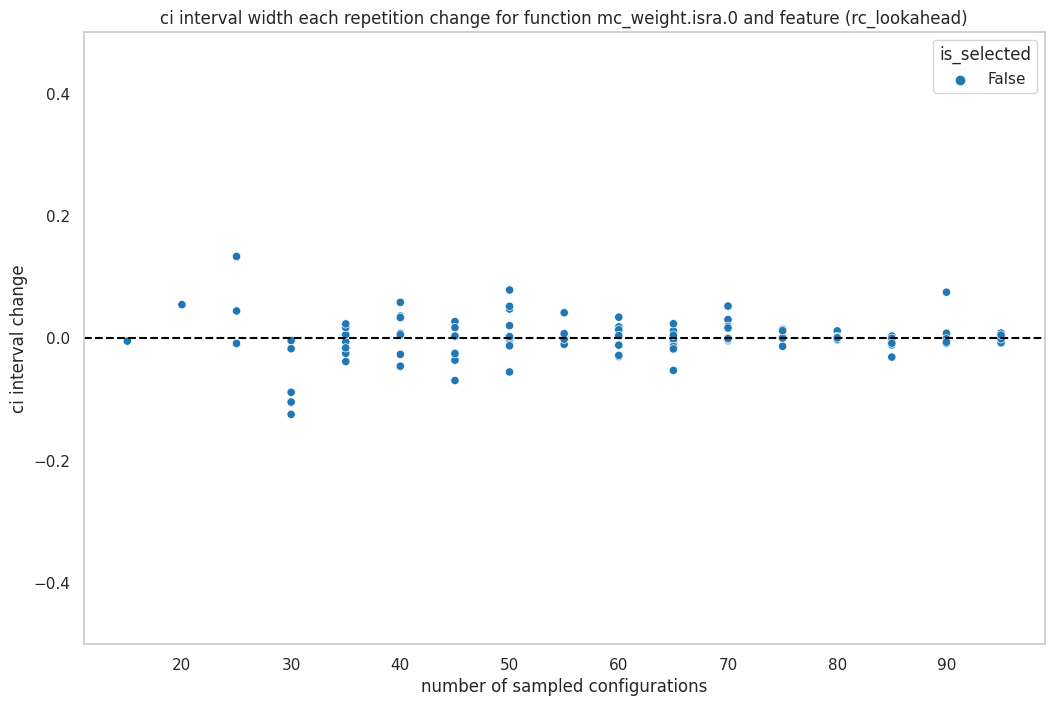 ci interval width each repetition change for function mc_weight.isra.0 and feature (rc_lookahead)
is_selected
False
ci interval change
0.4
0.2
0.0
−0.2
−0.4
20 30 40 50 60 70 80 90
number of sampled configurations